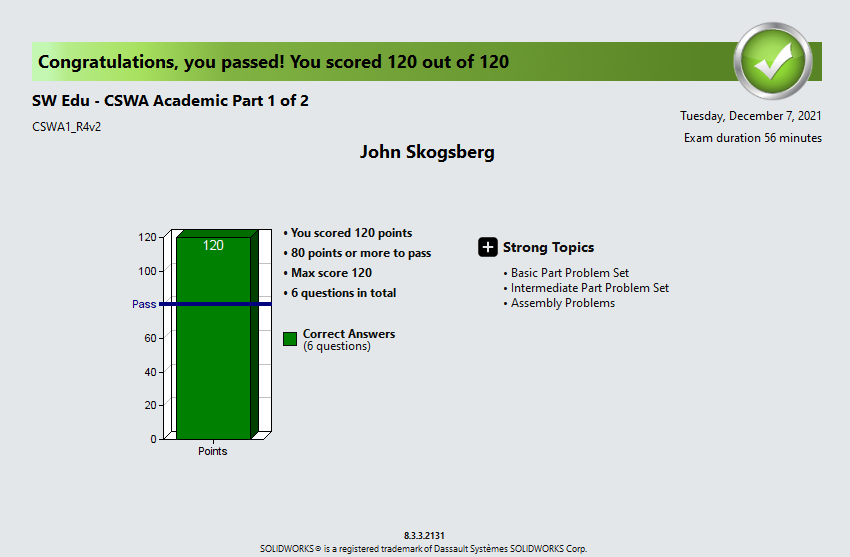 Congratulations, you passed! You scored 120 out of 120
SW Edu - CSWA Academic Part 1 of 2
CSWA1_R4v2
Tuesday, December 7, 2021
Exam duration 56 minutes
John Skogsberg
120
100
Pass
60
40
20
0
120
Points
• You scored 120 points
• 80 points or more to pass
• Max score 120
• 6 questions in total
Correct Answers
(6 questions)
Strong Topics
• Basic Part Problem Set
• Intermediate Part Problem Set
• Assembly Problems
8.3.3.2131
SOLIDWORKS® is a registered trademark of Dassault Systèmes SOLIDWORKS Corp.